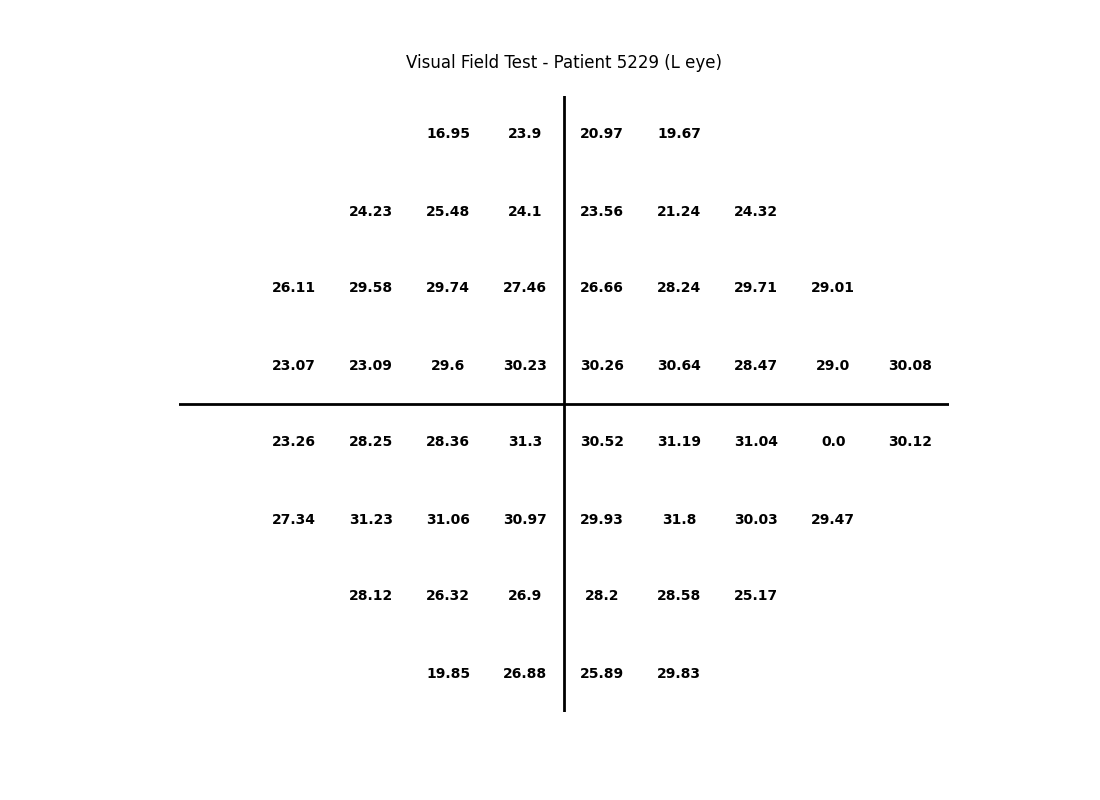 Visual Field Test - Patient 5229 (L eye)
16.95 23.9 20.97 19.67
24.23 25.48 24.1 23.56 21.24 24.32
26.11 29.58 29.74 27.46 26.66 28.24 29.71 29.01
23.07 23.09 29.6 30.23 30.26 30.64 28.47 29.0 30.08
23.26 28.25 28.36 31.3 30.52 31.19 31.04 0.0 30.12
27.34 31.23 31.06 30.97 29.93 31.8 30.03 29.47
28.12 26.32 26.9 28.2 28.58 25.17
19.85 26.88 25.89 29.83